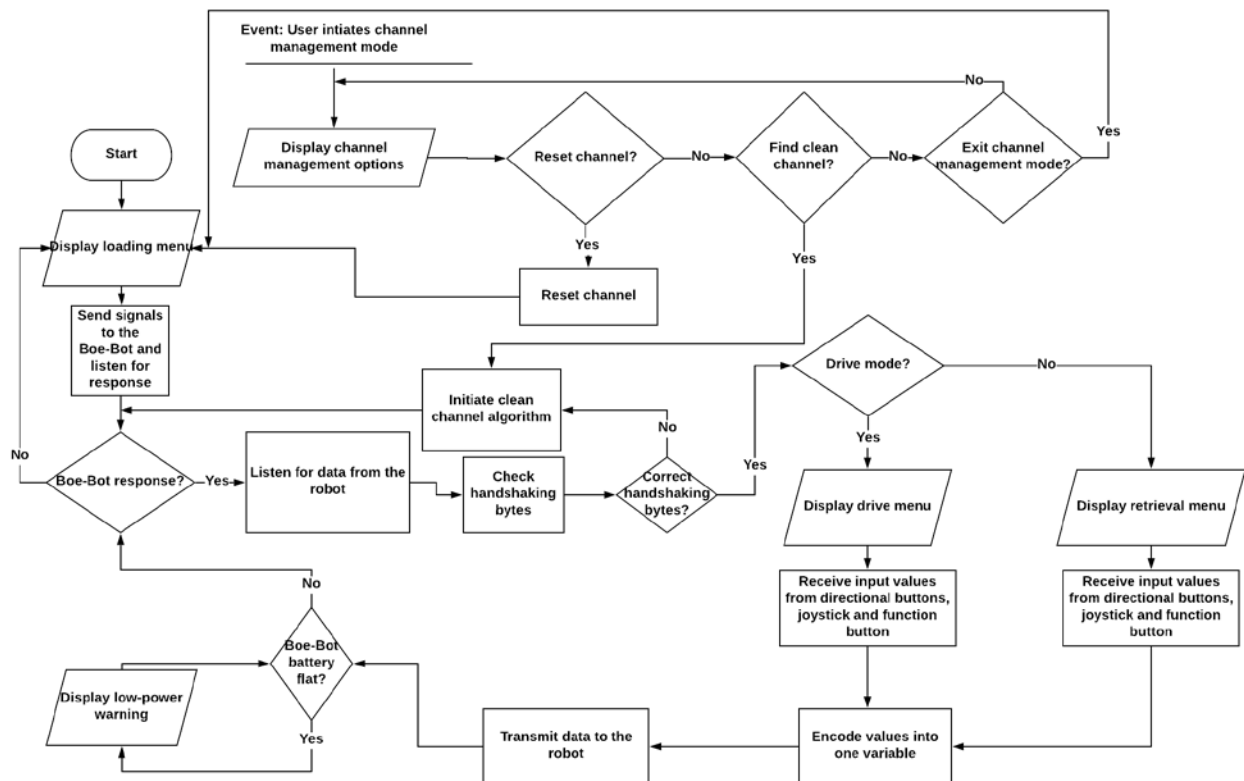 Event: User intiates channel
management mode
No
Start
Display channel
management options
Reset channel?
No
Find clean
channel?
No
Exit channel
management mode?
Yes
Display loading menu
Yes
Yes
Reset channel
Send signals
to the
Boe-Bot and
listen for
response
Drive mode?
No
Initiate clean
channel algorithm
No
Yes
No
Boe-Bot response?
Yes
Listen for data from the
robot
Check
handshaking
bytes
Correct
handshaking
bytes?
Yes
Display drive menu
Display retrieval menu
No
Receive input values
from directional buttons,
joystick and function
button
Receive input values
from directional buttons,
joystick and function
button
Boe-Bot
battery
flat?
Display low-power
warning
Yes
Transmit data to the
robot
Encode values into
one variable